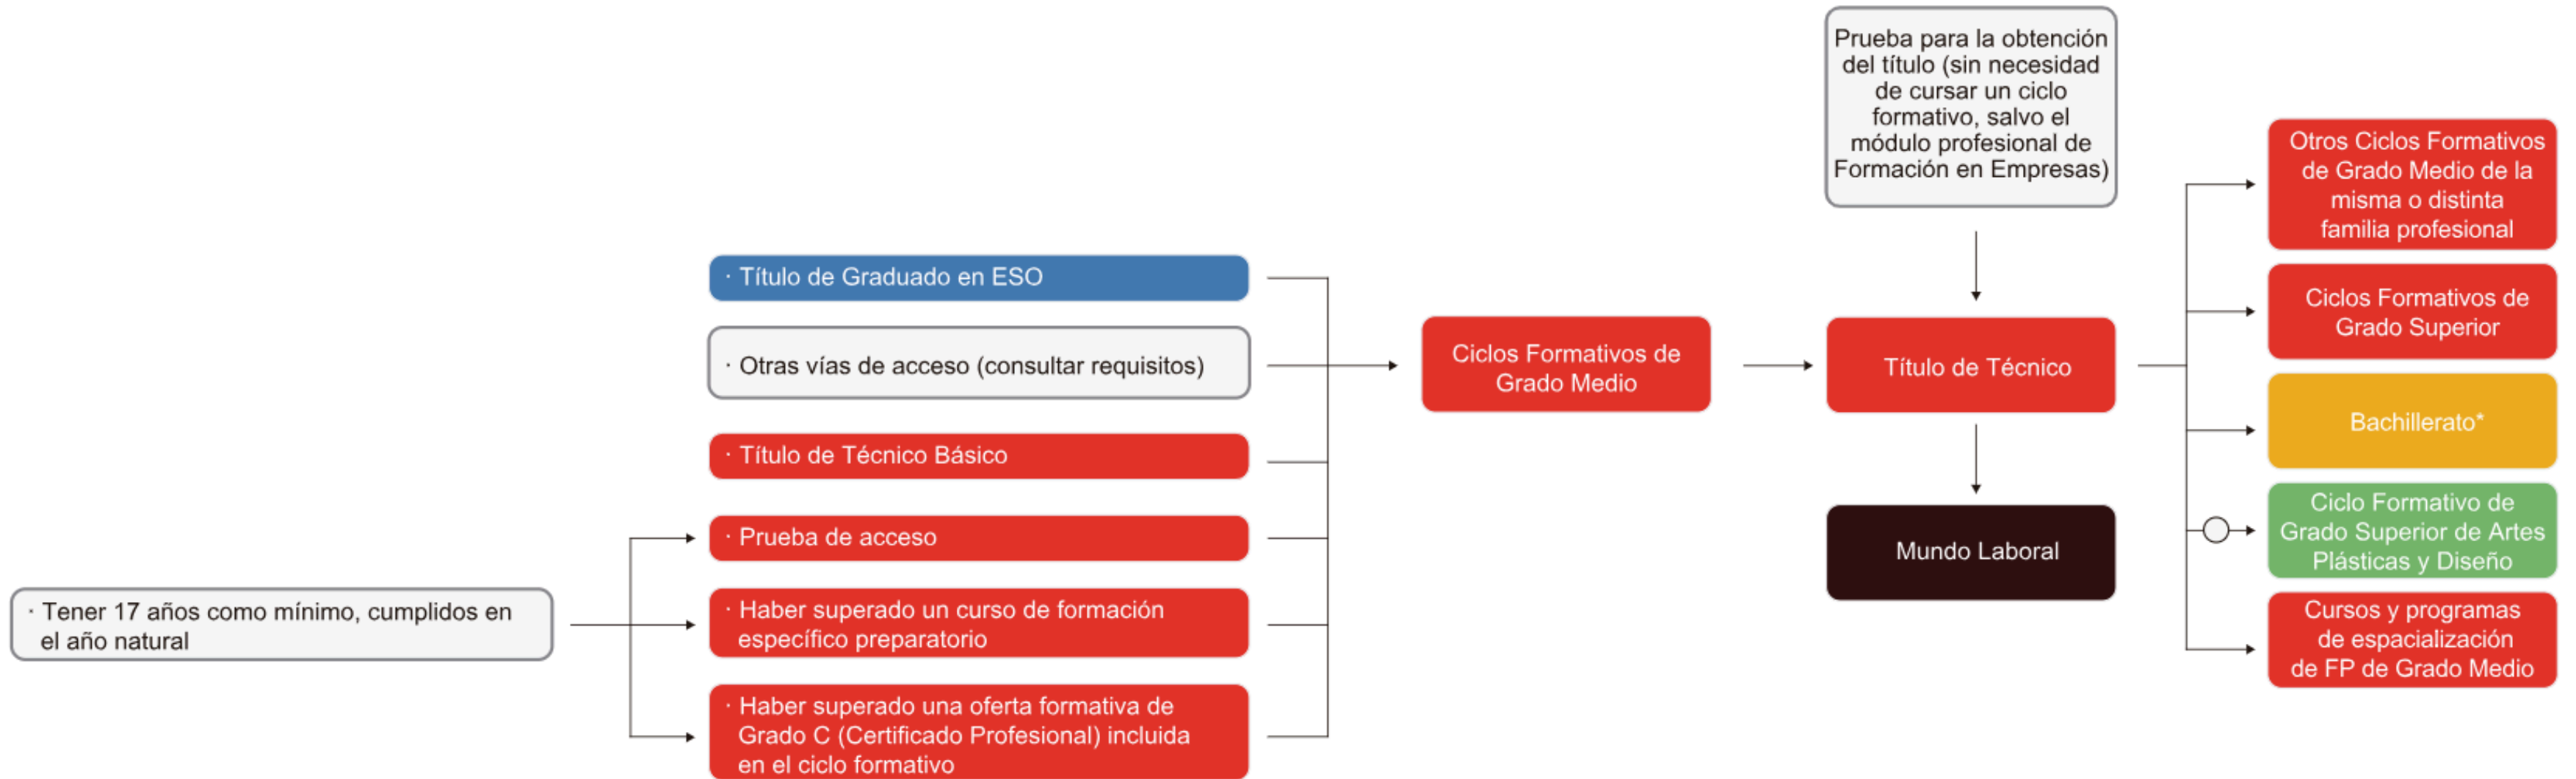 · Tener 17 años como mínimo, cumplidos en
el año natural
· Título de Graduado en ESO
· Otras vías de acceso (consultar requisitos)
· Título de Técnico Básico
· Prueba de acceso
· Haber superado un curso de formación
específico preparatorio
· Haber superado una oferta formativa de
Grado C (Certificado Profesional) incluida
en el ciclo formativo
Ciclos Formativos de
Grado Medio
Prueba para la obtención
del título (sin necesidad
de cursar un ciclo
formativo, salvo el
módulo profesional de
Formación en Empresas)
Título de Técnico
Mundo Laboral
Otros Ciclos Formativos
de Grado Medio de la
misma o distinta
familia profesional
Ciclos Formativos de
Grado Superior
Bachillerato*
Ciclo Formativo de
Grado Superior de Artes
Plásticas y Diseño
Cursos y programas
de espacialización
de FP de Grado Medio